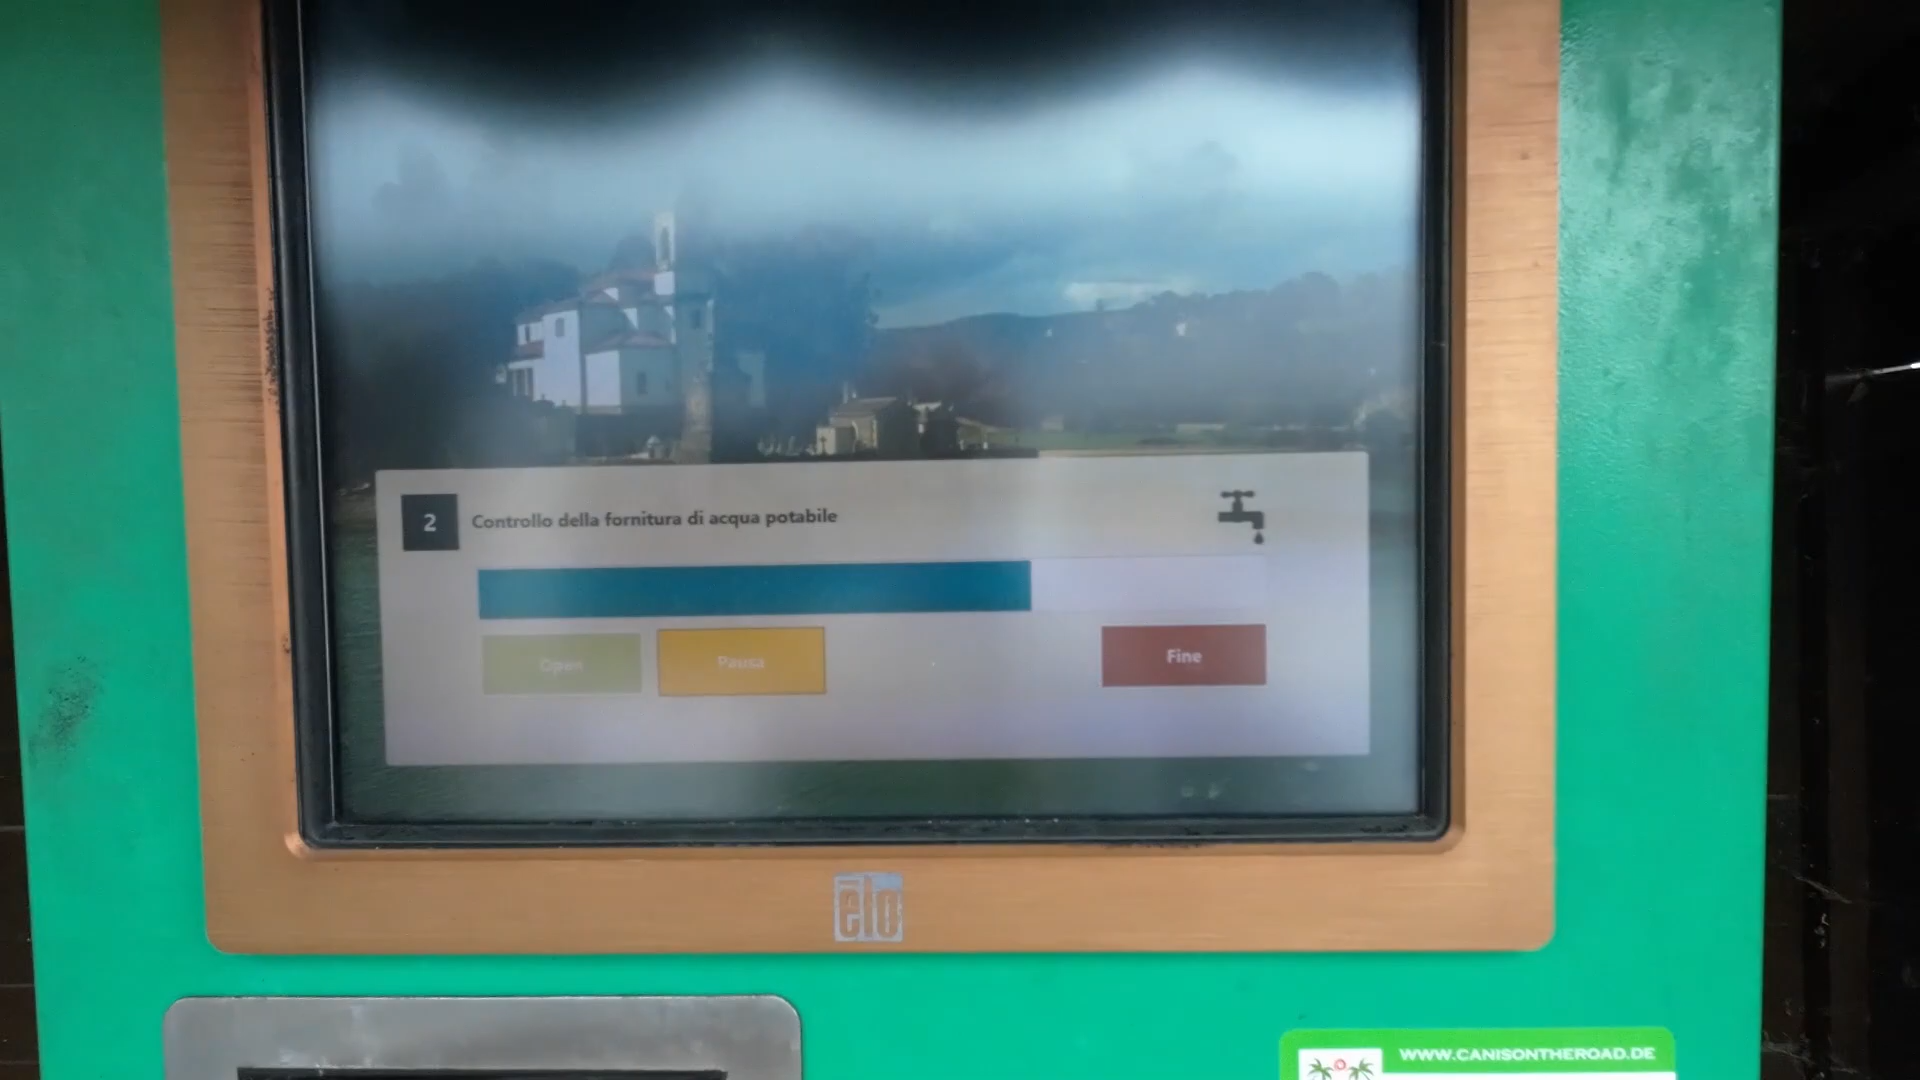 2
Controllo della fornitura di acqua potabile
Open
Pausa
Fine
elo
WWW.CANISONTHEROAD.DE